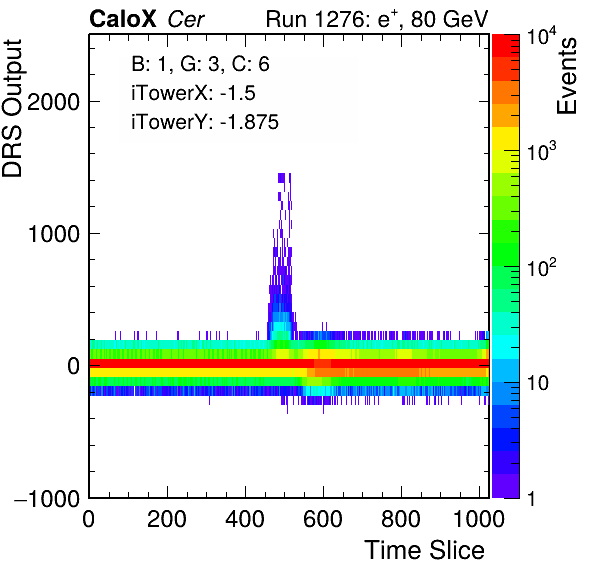 CaloX Cer
Run 1276: e⁺, 80 GeV
B: 1, G: 3, C: 6
iTowerX: -1.5
iTowerY: -1.875
DRS Output
2000
1000
0
−1000
0 200 400 600 800 1000
Time Slice
Events
10⁴
10³
10²
10
1